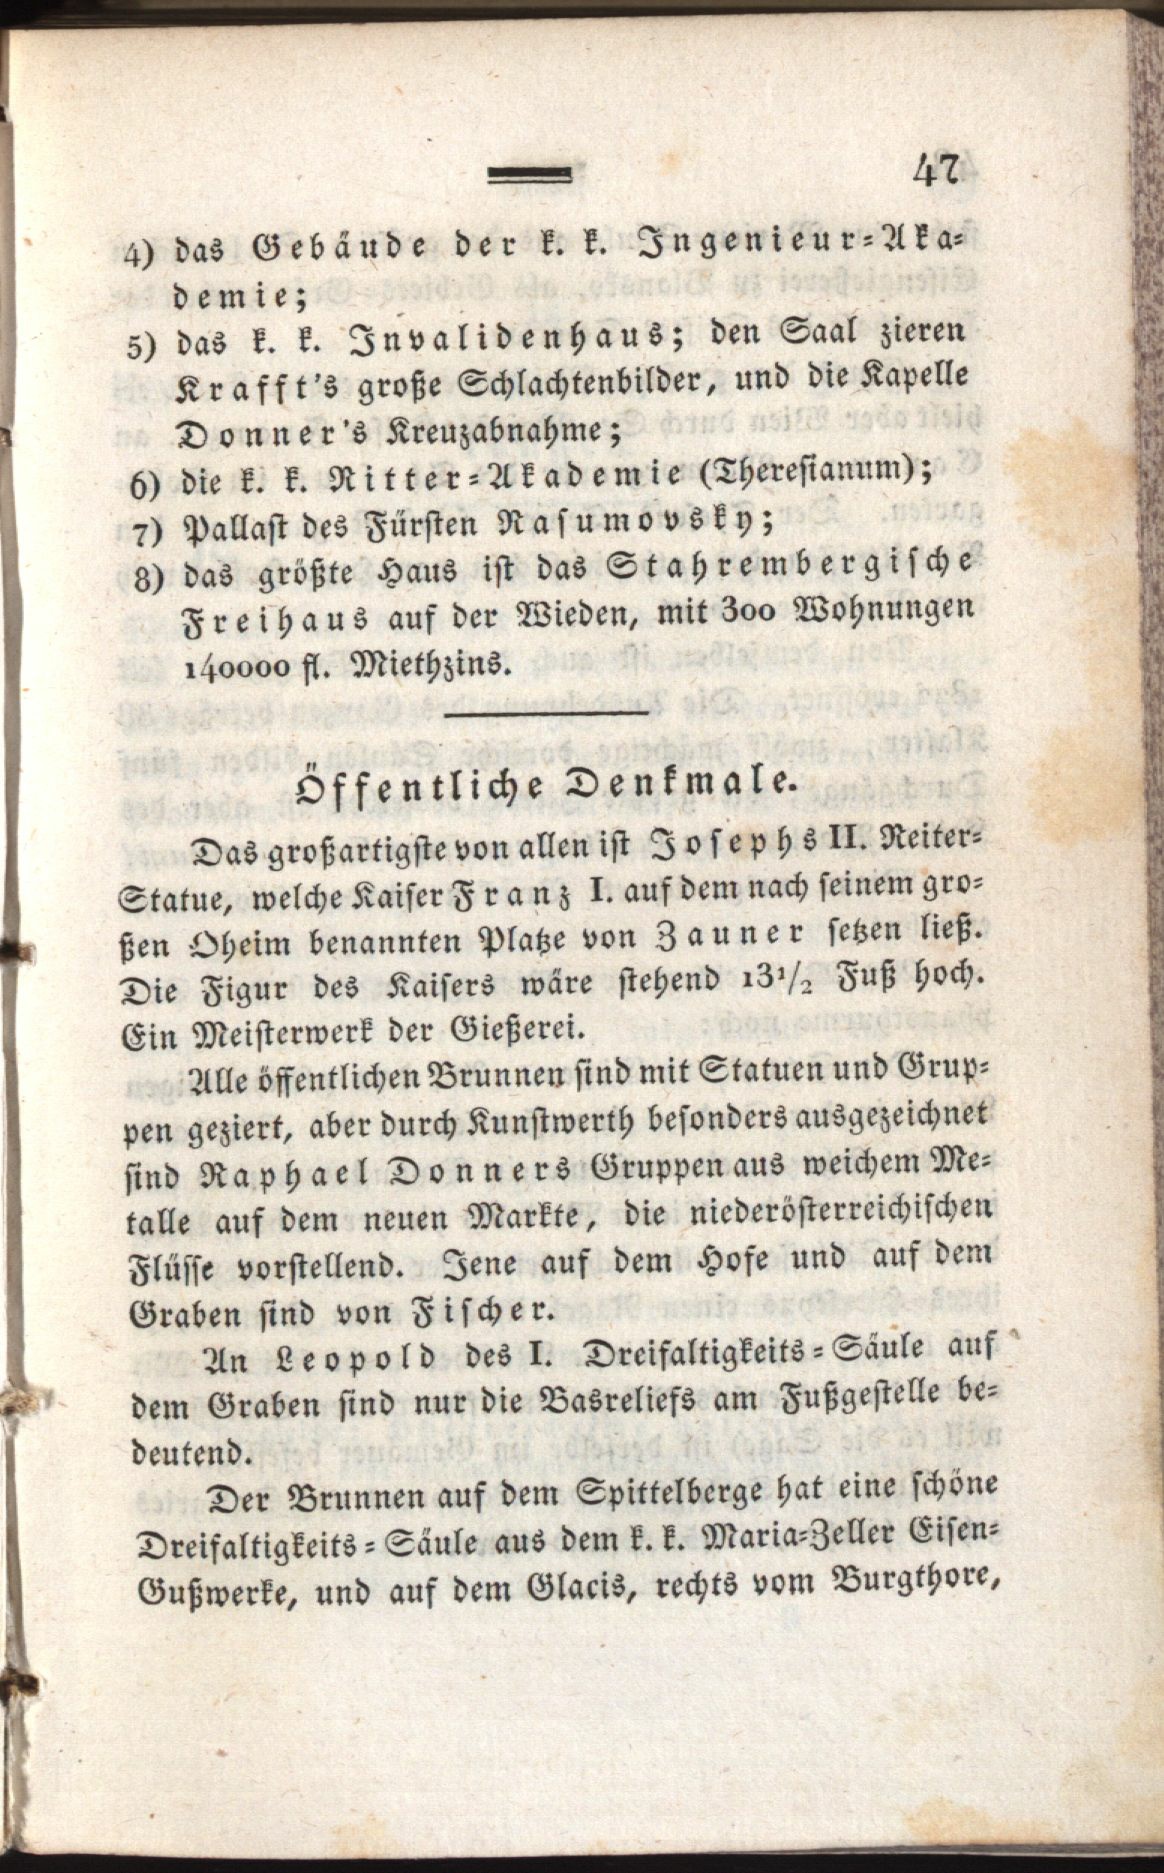 47
4) das Gebäude der k. k. Ingenieur-Aka-
demie;
5) das k. k. Invalidenhaus; den Saal zieren
Krafft's große Schlachtenbilder, und die Kapelle
Donner's Kreuzabnahme;
6) die k. k. Ritter-Akademie (Theresianum);
7) Pallast des Fürsten Rasumovsky;
8) das größte Haus ist das Stahrembergische
Freihaus auf der Wieden, mit 300 Wohnungen
140000 fl. Miethzins.
Öffentliche Denkmale.
Das großartigste von allen ist Josephs II. Reiter-
Statue, welche Kaiser Franz I. auf dem nach seinem gro-
ßen Oheim benannten Platze von Zauner setzen ließ.
Die Figur des Kaisers wäre stehend 13 1/2 Fuß hoch.
Ein Meisterwerk der Gießerei.
Alle öffentlichen Brunnen sind mit Statuen und Grup-
pen geziert, aber durch Kunstwerth besonders ausgezeichnet
sind Raphael Donners Gruppen aus weichem Me-
talle auf dem neuen Markte, die niederösterreichischen
Flüsse vorstellend. Jene auf dem Hofe und auf dem
Graben sind von Fischer.
An Leopold des I. Dreifaltigkeits-Säule auf
dem Graben sind nur die Basreliefs am Fußgestelle be-
deutend.
Der Brunnen auf dem Spittelberge hat eine schöne
Dreifaltigkeits-Säule aus dem k. k. Maria-Zeller Eisen-
Gußwerke, und auf dem Glacis, rechts vom Burgthore,